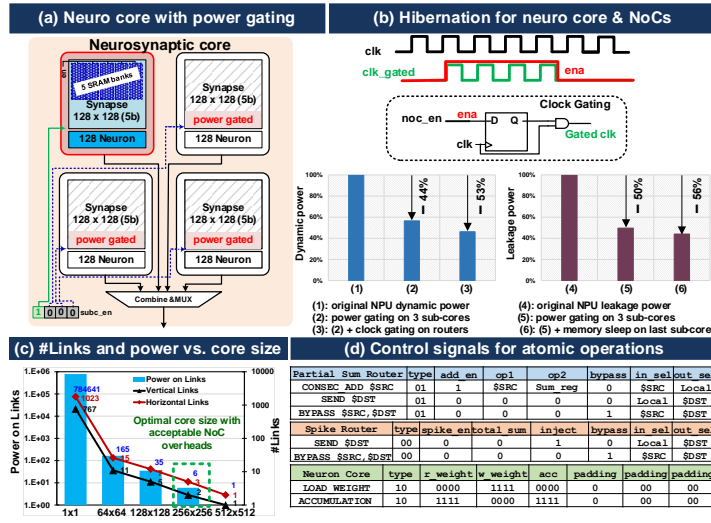 (a) Neuro core with power gating
Neurosynaptic core
en
5 SRAM banks
Synapse
128 x 128 (5b)
128 Neuron
Synapse
128 x 128 (5b)
power gated
128 Neuron
Synapse
128 x 128 (5b)
power gated
128 Neuron
Synapse
128 x 128 (5b)
power gated
128 Neuron
Combine &MUX
1 0 0 0 subc_en
(b) Hibernation for neuro core & NoCs
clk
clk_gated
ena
Clock Gating
noc_en ena D Q
Gated clk
clk
Dynamic power
100%
80%
60%
40%
20%
0%
– 44%
– 53%
(1) (2) (3)
Leakage power
100%
80%
60%
40%
20%
0%
– 50%
– 56%
(4) (5) (6)
(1): original NPU dynamic power
(2): power gating on 3 sub-cores
(3): (2) + clock gating on routers
(4): original NPU leakage power
(5): power gating on 3 sub-cores
(6): (5) + memory sleep on last sub-core
(c) #Links and power vs. core size
Power on Links
1.E+06
1.E+05
1.E+04
1.E+03
1.E+02
1.E+01
1.E+00
Power on Links
Vertical Links
Horizontal Links
784641
1023
767
165
15
11
35
5
6
3
2
1
1
Optimal core size with
acceptable NoC
overheads
10000
1000
100
10
1
#Links
1x1 64x64 128x128 256x256 512x512
(d) Control signals for atomic operations
Partial Sum Router type add_en op1 op2 bypass in_sel out_sel
CONSEC_ADD $SRC 01 1 $SRC Sum_reg 0 $SRC Local
SEND $DST 01 0 0 0 0 Local $DST
BYPASS $SRC,$DST 01 0 0 0 1 $SRC $DST
Spike Router type spike_en total_sum inject bypass in_sel out_sel
SEND $DST 00 0 0 1 0 Local $DST
BYPASS $SRC,$DST 00 0 0 0 1 $SRC $DST
Neuron Core type r_weight w_weight acc padding padding padding
LOAD WEIGHT 10 0000 1111 0000 0 00 00
ACCUMULATION 10 1111 0000 1111 0 00 00